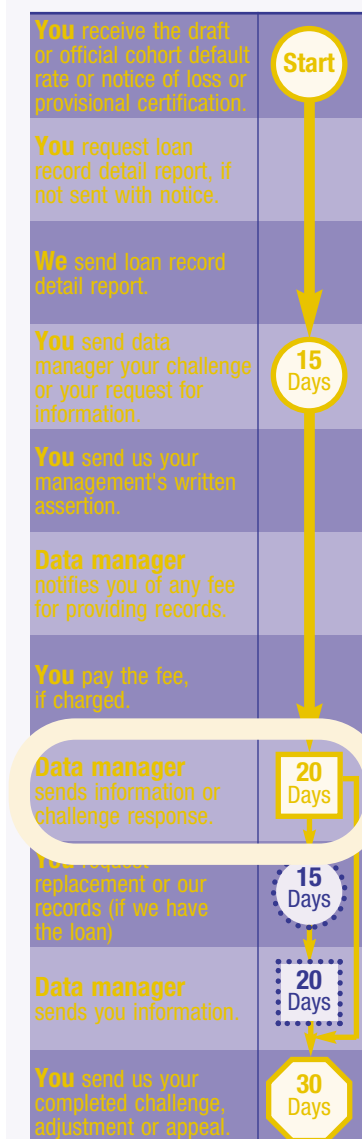 You receive the draft
or official cohort default
rate or notice of loss or
provisional certification.
Start
You request loan
record detail report, if
not sent with notice.
We send loan record
detail report.
You send data
manager your challenge
or your request for
information.
15
Days
You send us your
management's written
assertion.
Data manager
notifies you of any fee
for providing records.
You pay the fee,
if charged.
Data manager
sends information or
challenge response.
20
Days
You request
replacement or our
records (if we have
the loan)
15
Days
Data manager
sends you information.
20
Days
You send us your
completed challenge,
adjustment or appeal.
30
Days